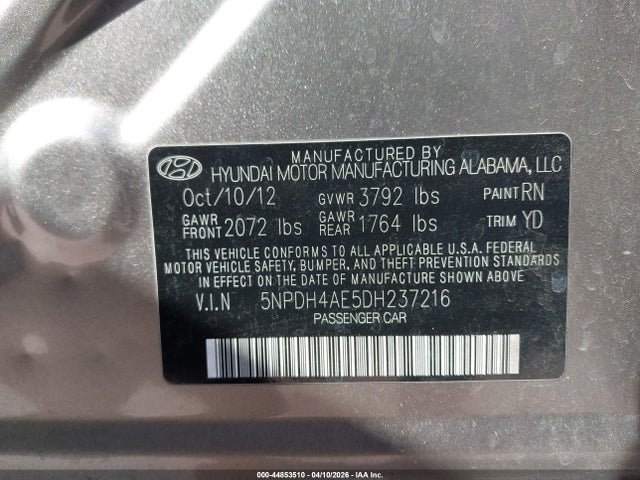 MANUFACTURED BY
HYUNDAI MOTOR MANUFACTURING ALABAMA, LLC
Oct/10/12 GVWR 3792 lbs PAINT RN
GAWR FRONT 2072 lbs GAWR REAR 1764 lbs TRIM YD
THIS VEHICLE CONFORMS TO ALL APPLICABLE U.S.A. FEDERAL
MOTOR VEHICLE SAFETY, BUMPER, AND THEFT PREVENTION STANDARDS
IN EFFECT ON THE DATE OF MANUFACTURE SHOWN ABOVE.
V.I.N 5NPDH4AE5DH237216
PASSENGER CAR
000-44853510 - 04/10/2026 - IAA Inc.